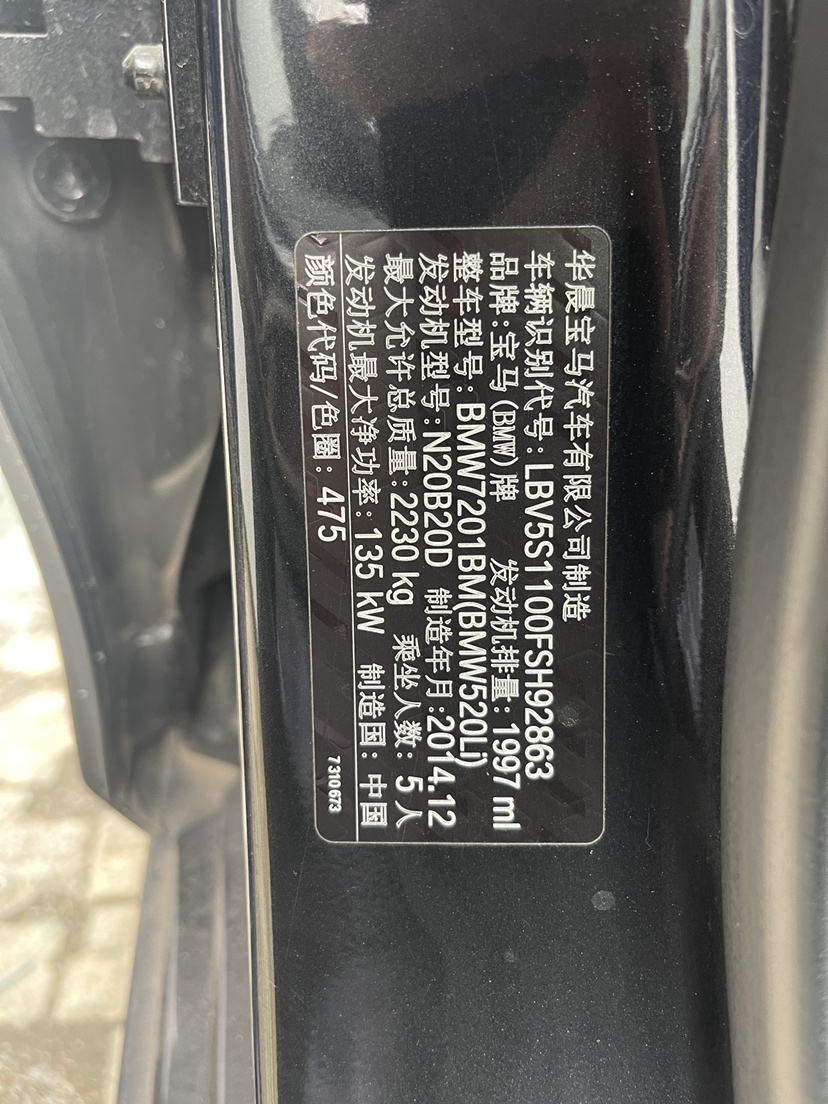 华晨宝马汽车有限公司制造
车辆识别代号:LBV5S1100FSH92863
品牌:宝马(BMW)牌 发动机排量:1997 ml
整车型号:BMW7201BM(BMW520Li)
发动机型号:N20B20D 制造年月:2014.12
最大允许总质量:2230 kg 乘坐人数:5人
发动机最大净功率:135 kW 制造国:中国
颜色代码/色圈:475
7 310 673